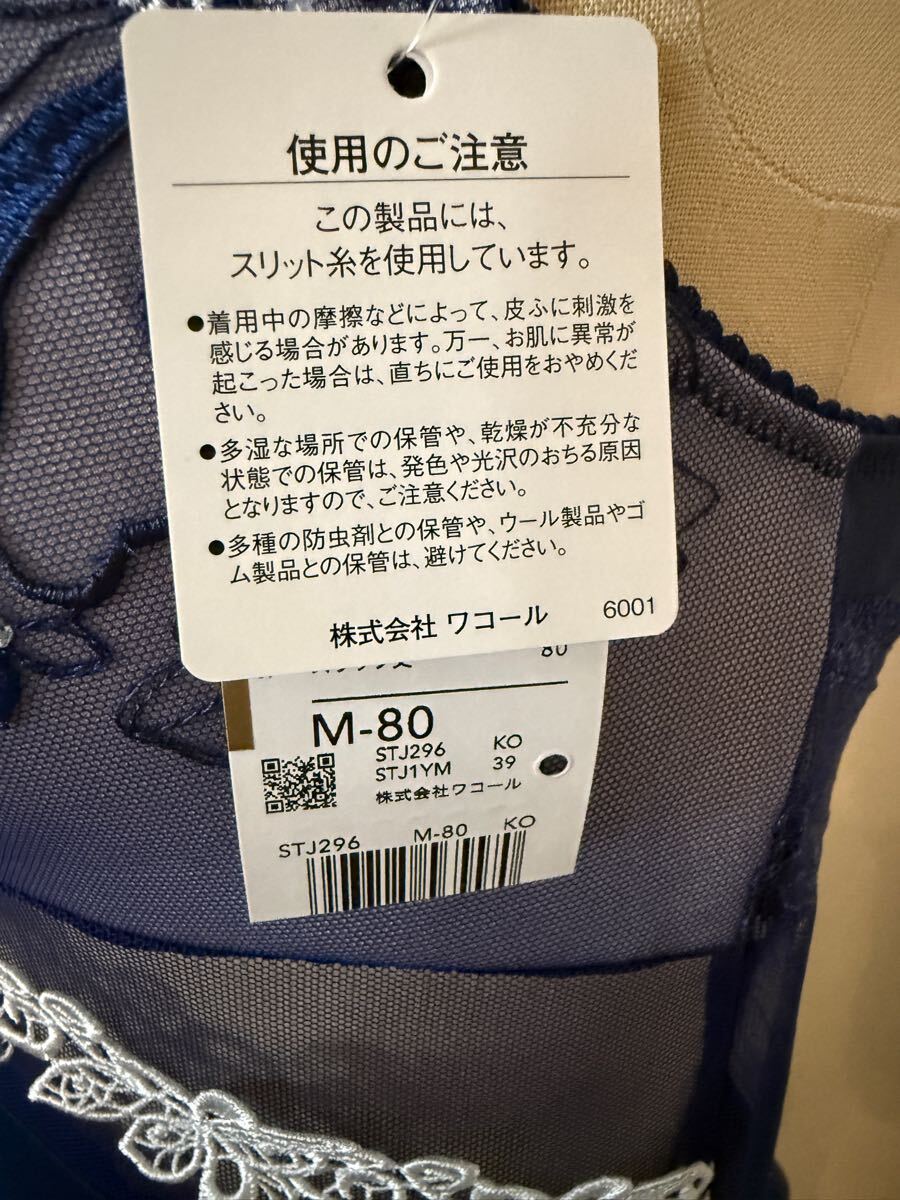 使用のご注意
この製品には、
スリット糸を使用しています。
●着用中の摩擦などによって、皮ふに刺激を
感じる場合があります。万一、お肌に異常が
起こった場合は、直ちにご使用をおやめくだ
さい。
●多湿な場所での保管や、乾燥が不充分な
状態での保管は、発色や光沢のおちる原因
となりますので、ご注意ください。
●多種の防虫剤との保管や、ウール製品やゴ
ム製品との保管は、避けてください。
株式会社 ワコール 6001
80
M-80
STJ296 KO
STJ1YM 39
株式会社ワコール
STJ296 M-80 KO